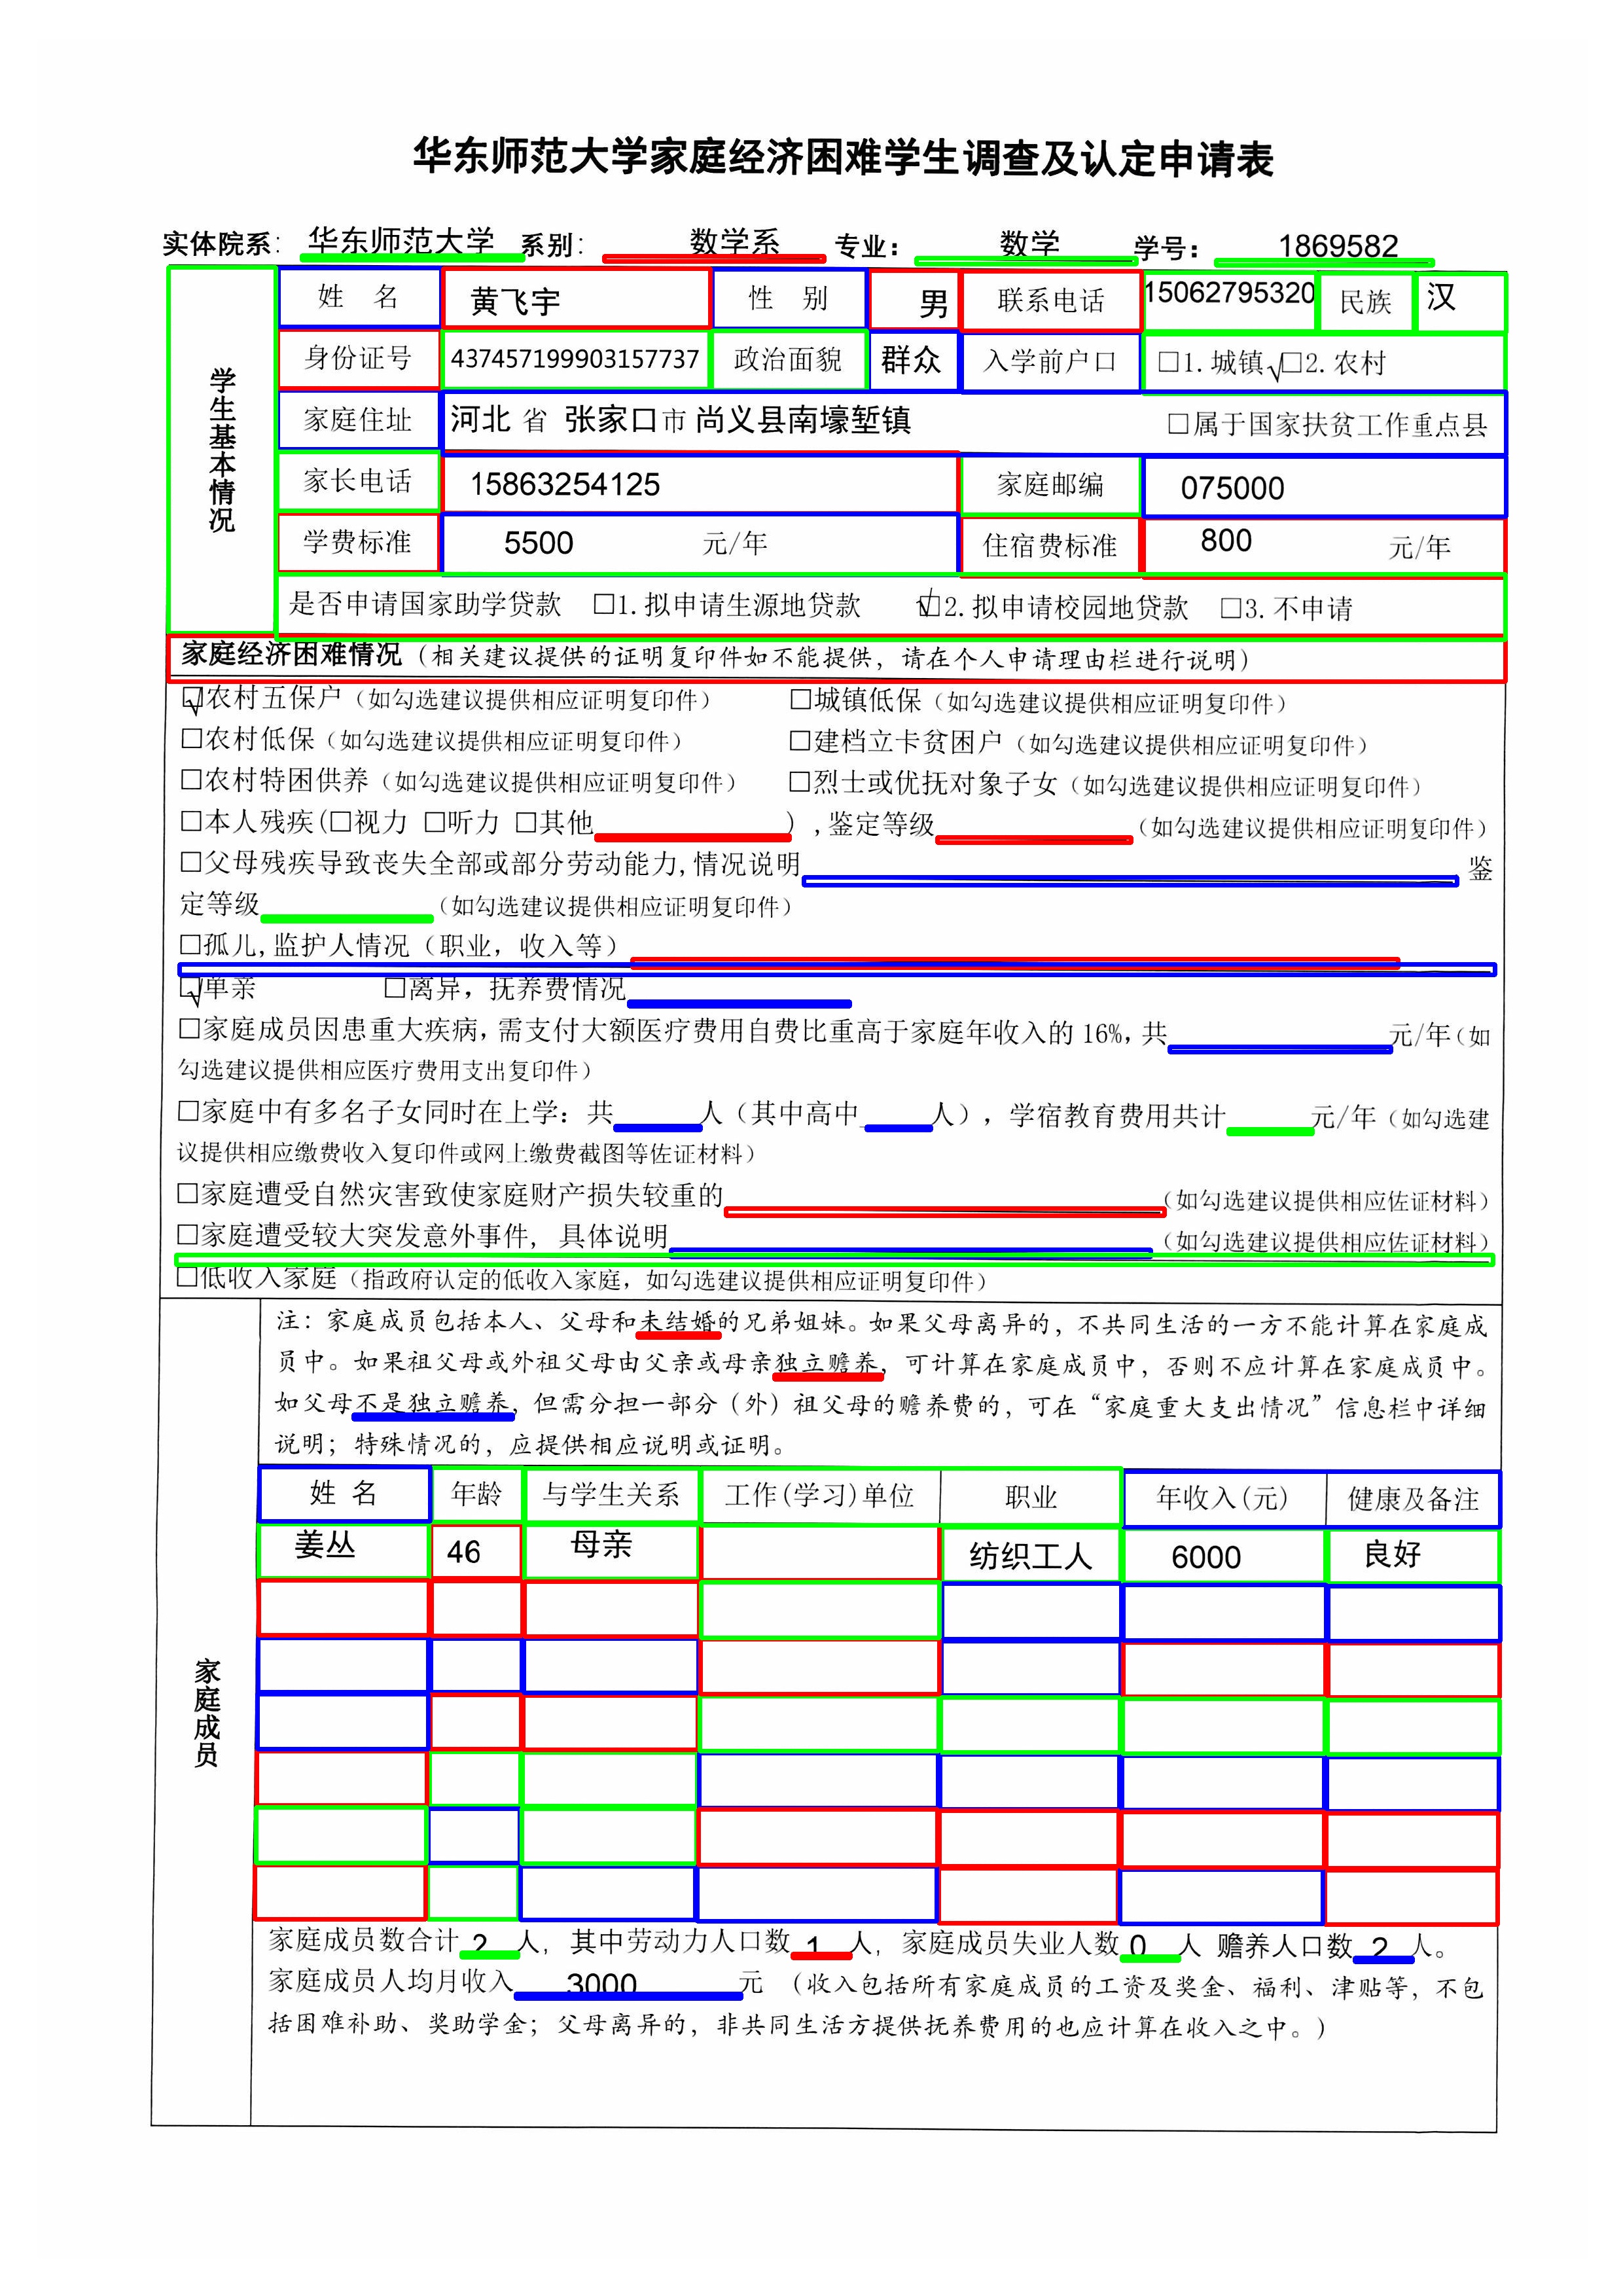 华东师范大学家庭经济困难学生调查及认定申请表
实体院系： 华东师范大学 系别： 数学系 专业： 数学 学号： 1869582
学生基本情况
姓 名 黄飞宇 性 别 男 联系电话 15062795320 民族 汉
身份证号 437457199903157737 政治面貌 群众 入学前户口 □1.城镇√□2.农村
家庭住址 河北 省 张家口市 尚义县南壕堑镇 □属于国家扶贫工作重点县
家长电话 15863254125 家庭邮编 075000
学费标准 5500 元/年 住宿费标准 800 元/年
是否申请国家助学贷款 □1.拟申请生源地贷款 ☑2.拟申请校园地贷款 □3.不申请
家庭经济困难情况（相关建议提供的证明复印件如不能提供，请在个人申请理由栏进行说明）
☑农村五保户（如勾选建议提供相应证明复印件） □城镇低保（如勾选建议提供相应证明复印件）
□农村低保（如勾选建议提供相应证明复印件） □建档立卡贫困户（如勾选建议提供相应证明复印件）
□农村特困供养（如勾选建议提供相应证明复印件） □烈士或优抚对象子女（如勾选建议提供相应证明复印件）
□本人残疾(□视力 □听力 □其他 ) ,鉴定等级 （如勾选建议提供相应证明复印件）
□父母残疾导致丧失全部或部分劳动能力,情况说明 鉴
定等级 （如勾选建议提供相应证明复印件）
□孤儿,监护人情况（职业，收入等）
☑单亲 □离异，抚养费情况
□家庭成员因患重大疾病,需支付大额医疗费用自费比重高于家庭年收入的16%,共 元/年（如
勾选建议提供相应医疗费用支出复印件）
□家庭中有多名子女同时在上学：共 人（其中高中 人），学宿教育费用共计 元/年（如勾选建
议提供相应缴费收入复印件或网上缴费截图等佐证材料）
□家庭遭受自然灾害致使家庭财产损失较重的 （如勾选建议提供相应佐证材料）
□家庭遭受较大突发意外事件， 具体说明 （如勾选建议提供相应佐证材料）
□低收入家庭（指政府认定的低收入家庭，如勾选建议提供相应证明复印件）
家庭成员
注：家庭成员包括本人、父母和未结婚的兄弟姐妹。如果父母离异的，不共同生活的一方不能计算在家庭成
员中。如果祖父母或外祖父母由父亲或母亲独立赡养，可计算在家庭成员中，否则不应计算在家庭成员中。
如父母不是独立赡养，但需分担一部分（外）祖父母的赡养费的，可在“家庭重大支出情况”信息栏中详细
说明；特殊情况的，应提供相应说明或证明。
姓 名 年龄 与学生关系 工作(学习)单位 职业 年收入(元) 健康及备注
姜丛 46 母亲 纺织工人 6000 良好
家庭成员数合计 2 人，其中劳动力人口数 1 人，家庭成员失业人数 0 人 赡养人口数 2 人。
家庭成员人均月收入 3000 元 （收入包括所有家庭成员的工资及奖金、福利、津贴等，不包
括困难补助、奖助学金；父母离异的，非共同生活方提供抚养费用的也应计算在收入之中。）